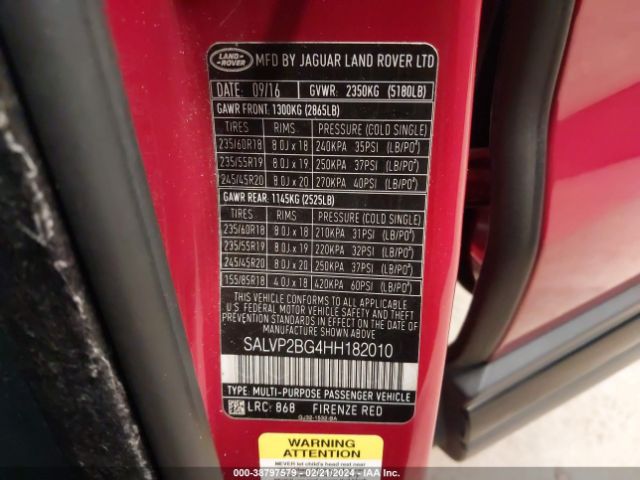 LAND
ROVER
MFD BY JAGUAR LAND ROVER LTD
DATE: 09/16 GVWR: 2350KG (5180LB)
GAWR FRONT: 1300KG (2865LB)
TIRES RIMS PRESSURE (COLD SINGLE)
235/60R18 8.0J x 18 240KPA 35PSI (LB/PO²)
235/55R19 8.0J x 19 250KPA 37PSI (LB/PO²)
245/45R20 8.0J x 20 270KPA 40PSI (LB/PO²)
GAWR REAR: 1145KG (2525LB)
TIRES RIMS PRESSURE (COLD SINGLE)
235/60R18 8.0J x 18 210KPA 31PSI (LB/PO²)
235/55R19 8.0J x 19 220KPA 32PSI (LB/PO²)
245/45R20 8.0J x 20 250KPA 37PSI (LB/PO²)
155/85R18 4.0J x 18 420KPA 60PSI (LB/PO²)
THIS VEHICLE CONFORMS TO ALL APPLICABLE
U.S. FEDERAL MOTOR VEHICLE SAFETY STANDARDS
IN EFFECT ON THE DATE OF MANUFACTURE
SHOWN ABOVE
SALVP2BG4HH182010
TYPE: MULTI-PURPOSE PASSENGER VEHICLE
LRC: 868 FIRENZE RED
WARNING
ATTENTION
NEVER let child's head
000-38797579 - 02/21/2024 -